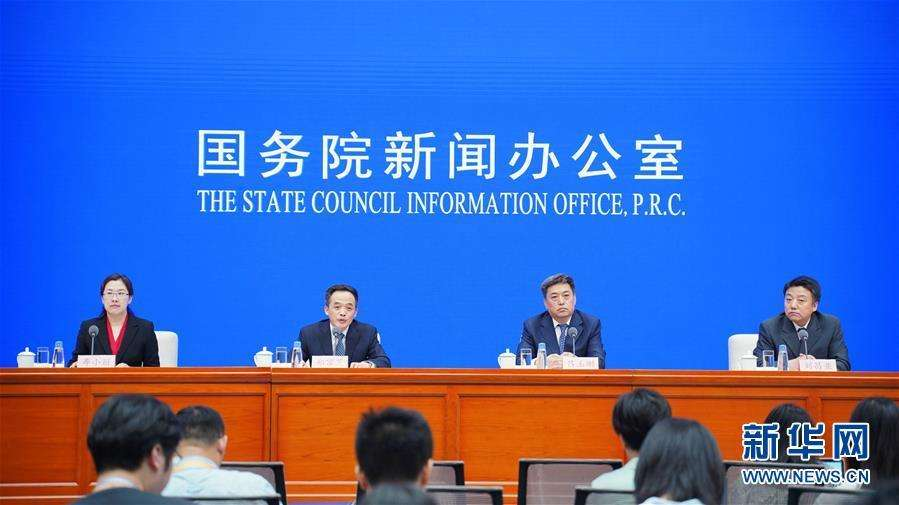 国务院新闻办公室
THE STATE COUNCIL INFORMATION OFFICE, P.R.C.
新华网
WWW.NEWS.CN